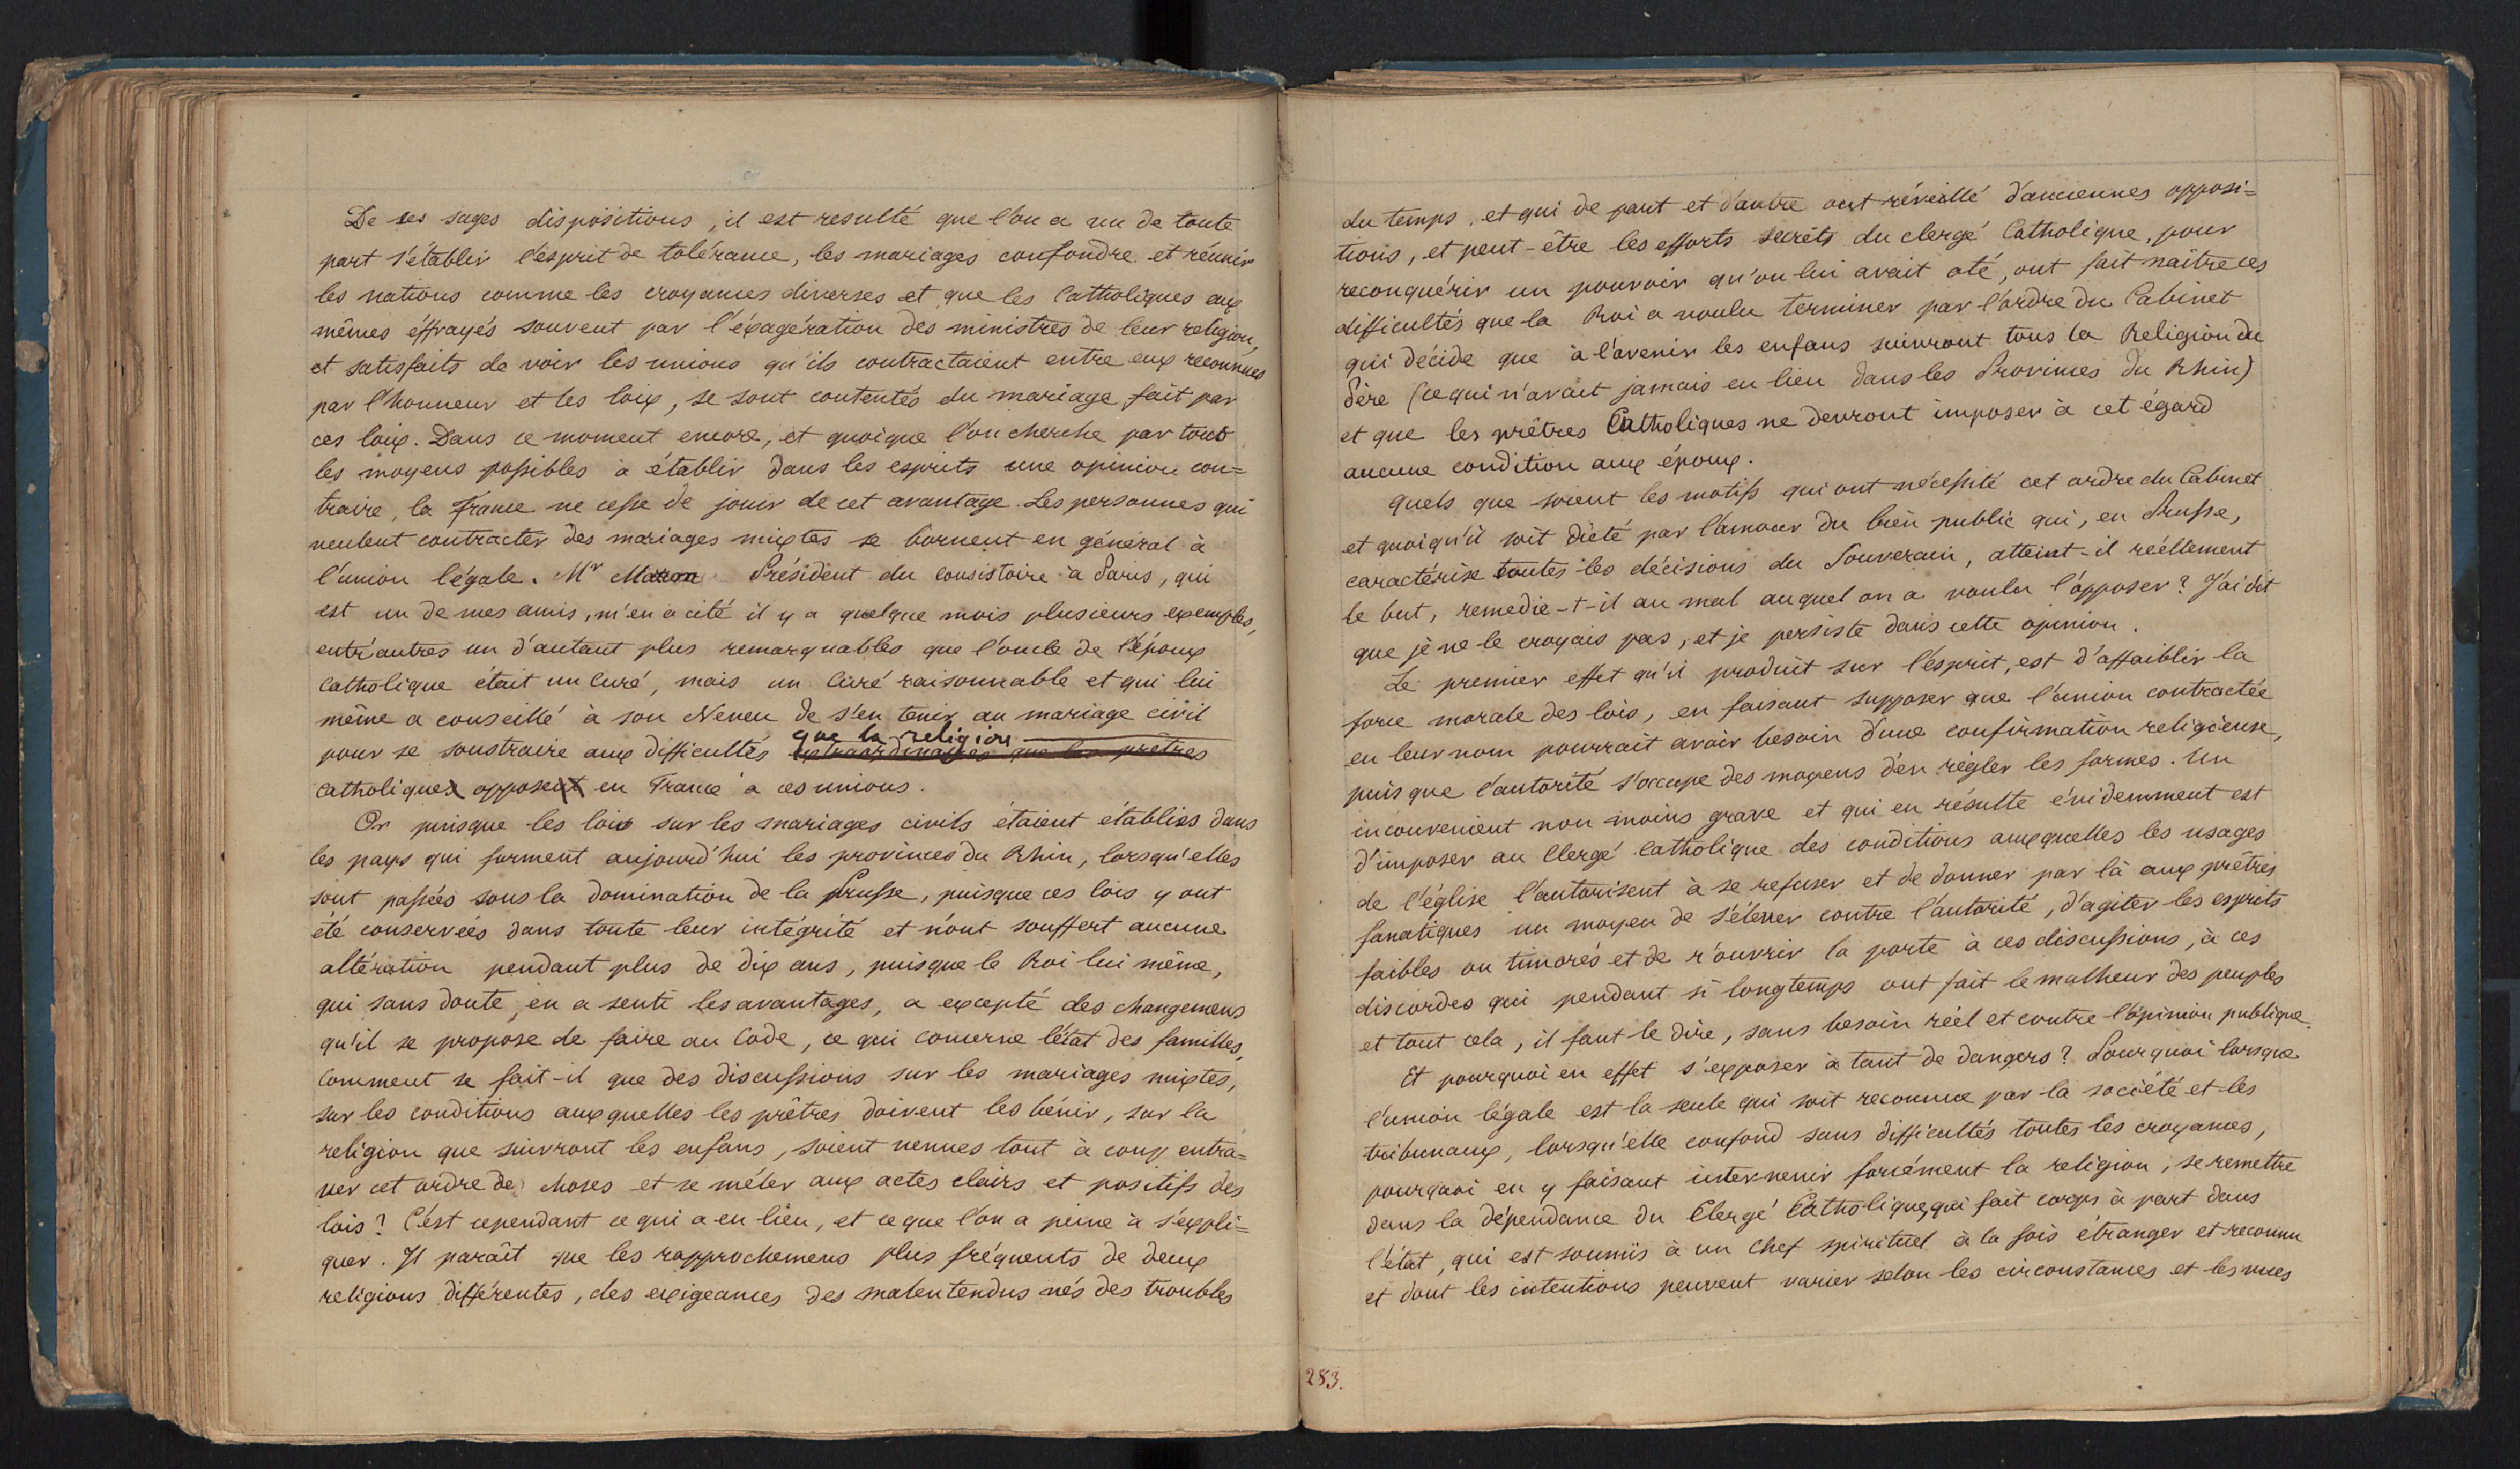 De ces sages dispositions, il est resulté que l'on a vu de toute
part s'établir l'esprit de tolérance, les mariages confondre et réunir
les nations comme les croyances diverses et que les Catholiques eux
mêmes éffrayés souvent par l'éxagération des ministres de leur religion,
et satisfaits de voir les unions qu'ils contractaient entre eux reconnues
par l'honneur et les loix, se sont contentés du mariage fait par
ces loix. Dans ce moment encore, et quoique l'on cherche par tous
les moyens possibles à établir dans les esprits une opinion con=
traire, la France ne cesse de jouir de cet avantage. Les personnes qui
veulent contracter des mariages mixtes se bornent en général à
l'union légale. Mr Maron Président du consistoire à Paris, qui
est un de mes amis, m'en a cité il y a quelque mois plusieurs exemples,
entr'autres un d'autant plus remarquables que l'oncle de l'époux
Catholique était un Curé, mais un Curé raisonnable et qui lui
même a conseillé à son Neveu de s'en tenir au mariage civil
que la religion
pour se soustraire aux difficultés extraordinaires que les prêtres
Catholiques opposent en France à ces unions.
Or puisque les lois sur les mariages civils étaient établies dans
les pays qui forment aujourd'hui les provinces du Rhin, lorsqu'elles
sont passées sous la domination de la Prusse, puisque ces lois y ont
été conservées dans toute leur intégrité et n'ont souffert aucune
altération pendant plus de dix ans, puisque le Roi lui même,
qui sans doute, en a senti les avantages, a excepté des changemens
qu'il se propose de faire au Code, ce qui concerne l'état des familles,
Comment se fait-il que des discussions sur les mariages mixtes,
sur les conditions auxquelles les prêtres doivent les bénir, sur la
religion que suivront les enfans, soient venues tout à coup entra=
ver cet ordre de choses et se mêler aux actes clairs et positifs des
lois? C'est cependant ce qui a eu lieu, et ce que l'on a peine à s'expli=
quer. Il paraît que les rapprochemens plus fréquents de deux
religions différentes, des exigeances des malentendus nés des troubles
du temps, et qui de part et d'autre ont réveillé d'anciennes opposi=
tions, et peut-être les efforts secrèts du clergé Catholique, pour
reconquérir un pouvoir qu'on lui avait oté, ont fait naître ces
difficultés que la Roi a voulu terminer par l'ordre du Cabinet
qui décide que à l'avenir les enfans suivront tous la Religion du
Père (ce qui n'avait jamais eu lieu dans les Provinces du Rhin)
et que les prêtres Catholiques ne devront imposer à cet égard
aucune condition aux époux.
Quels que soient les motifs qui ont nécessité cet ordre du Cabinet
et quoiqu'il soit dicté par l'amour du bien public qui, en Prusse,
caractérise toutes les décisions du Souverain, atteint-il reéllement
le but, remedie-t-il au mal auquel on a voulu l'opposer? J'ai dit
que je ne le croyais pas, et je persiste dans cette opinion.
Le premier effet qu'il produit sur l'esprit, est d'affaiblir la
force morale des lois, en faisant supposer que l'union contractée
en leur nom pourrait avoir besoin d'une confirmation religieuse,
puis que l'autorité s'occupe des moyens d'en règler les formes. Un
inconvenient non moins grave et qui en résulte évidemment est
d'imposer au Clergé Catholique des conditions auxquelles les usages
de l'église l'autorisent à se refuser et de donner par là aux prêtres
fanatiques un moyen de s'élever contre l'autorité, d'agiter les esprits
faibles ou timorés et de r'ouvrir la porte à ces discussions, à ces
discordes qui pendant si longtemps ont fait le malheur des peuples
et tout cela, il faut le dire, sans besoin réel et contre l'opinion publique.
Et pourquoi en effet s'exposer à tant de dangers? Pourquoi lorsque
l'union légale est la seule qui soit reconnue par la société et les
tribunaux, lorsqu'elle confond sans difficultés toutes les croyances,
pourquoi en y faisant intervenir forcément la religion, se remettre
dans la dépendance du Clergé Catholique, qui fait corps à part dans
l'état, qui est soumis à un Chef spirituel à la fois étranger et reconnu
et dont les intentions peuvent varier selon les circonstances et les vues
283.